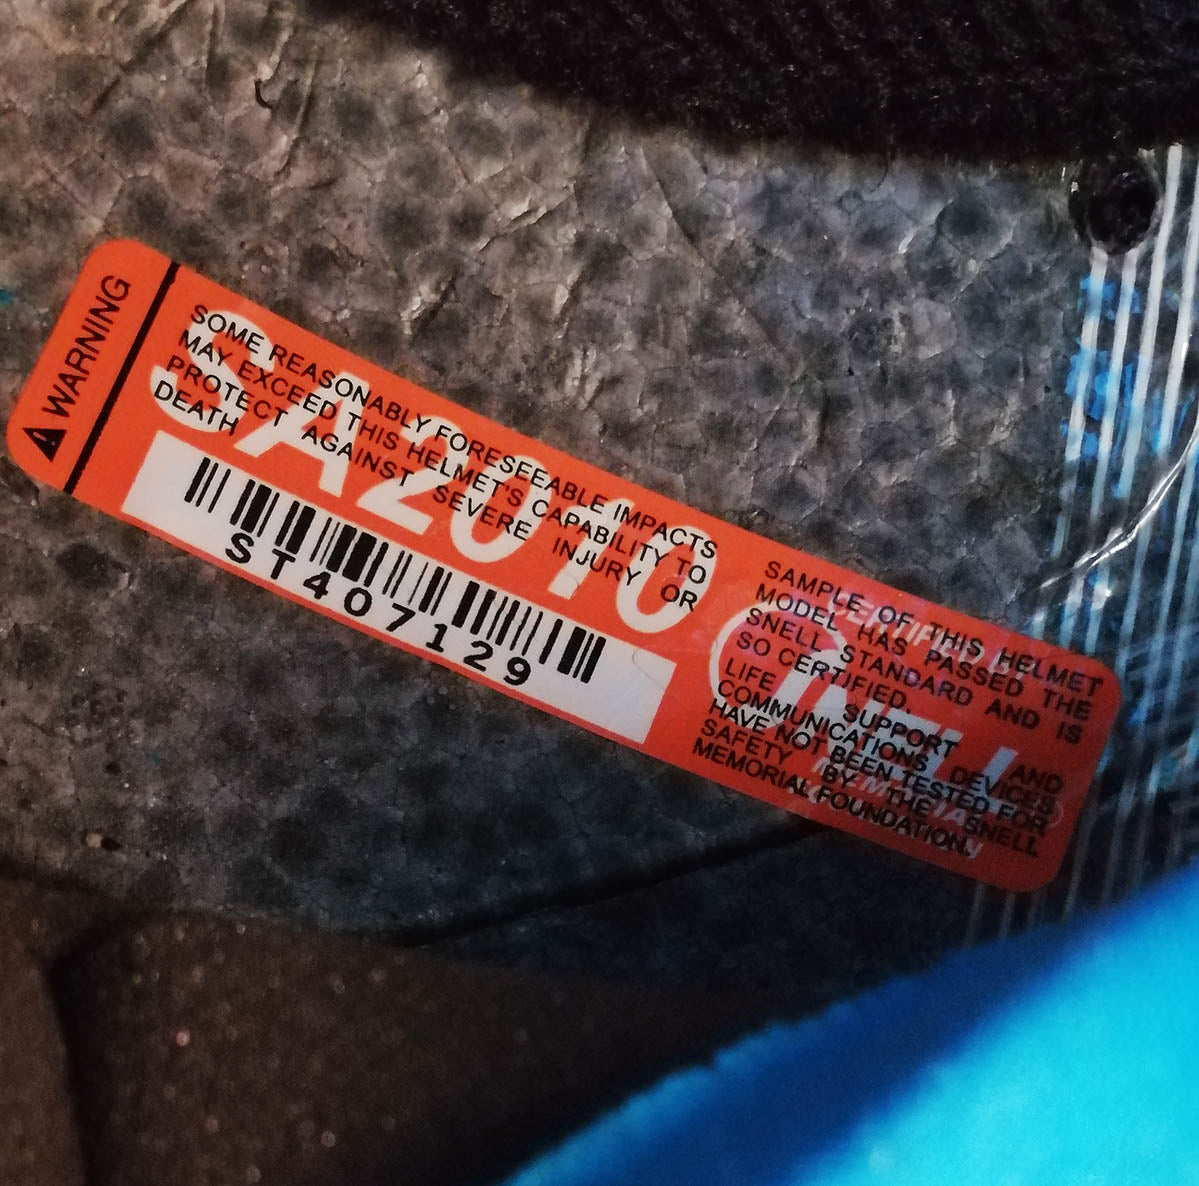 WARNING
SA2010
SOME REASONABLY FORESEEABLE IMPACTS
MAY EXCEED THIS HELMET'S CAPABILITY TO
PROTECT AGAINST SEVERE INJURY OR
DEATH
ST407129
SAMPLE OF THIS HELMET
MODEL HAS PASSED THE
SNELL STANDARD AND IS
SO CERTIFIED.
LIFE SUPPORT AND
COMMUNICATIONS DEVICES
HAVE NOT BEEN TESTED FOR
SAFETY BY THE SNELL
MEMORIAL FOUNDATION.